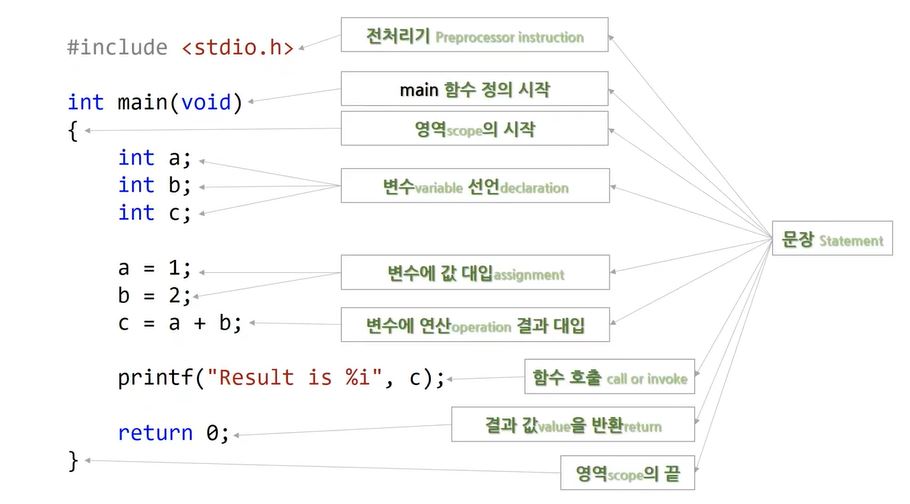 #include <stdio.h>
전처리기 Preprocessor instruction
int main(void)
main 함수 정의 시작
{
영역scope의 시작
int a;
int b;
int c;
변수variable 선언declaration
문장 Statement
a = 1;
b = 2;
변수에 값 대입assignment
c = a + b;
변수에 연산operation 결과 대입
printf("Result is %i", c);
함수 호출 call or invoke
return 0;
결과 값value을 반환return
}
영역scope의 끝